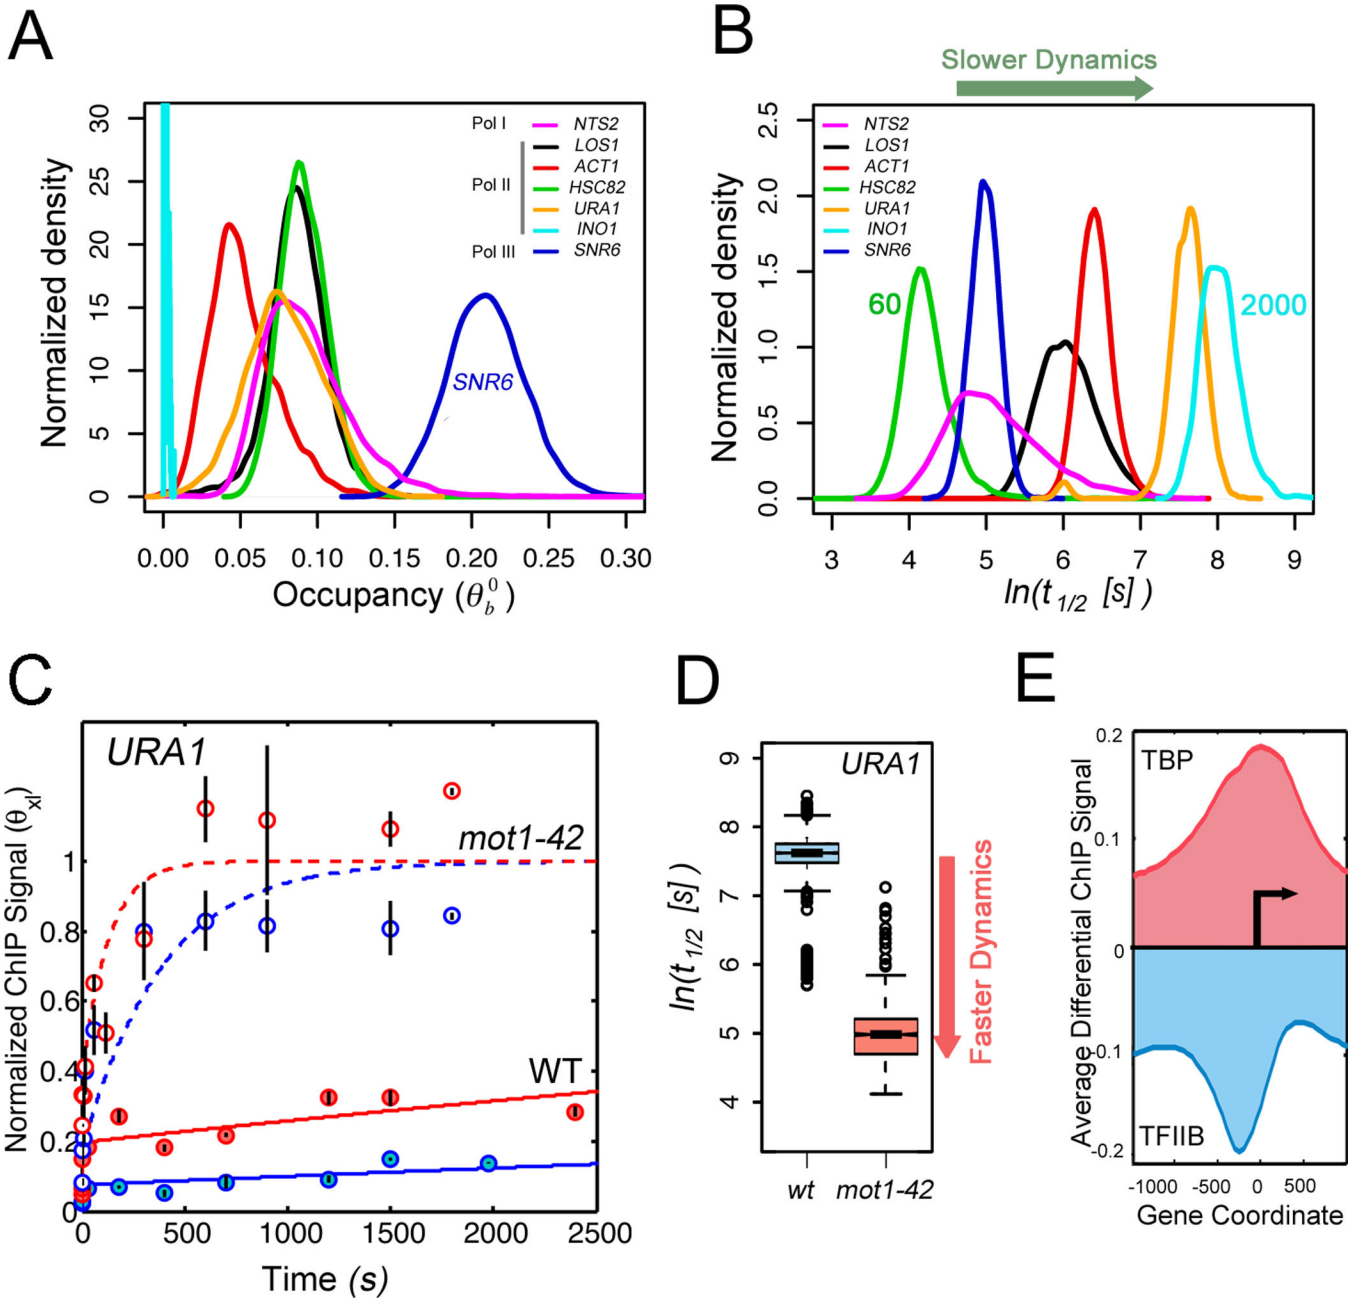 A
30
25
20
15
10
5
0
Normalized density
Pol I
Pol II
Pol III
NTS2
LOS1
ACT1
HSC82
URA1
INO1
SNR6
SNR6
0.00 0.05 0.10 0.15 0.20 0.25 0.30
Occupancy (θ_b^0)
B
Slower Dynamics
2.5
2.0
1.5
1.0
0.5
0.0
Normalized density
NTS2
LOS1
ACT1
HSC82
URA1
INO1
SNR6
60
2000
3 4 5 6 7 8 9
ln(t_1/2 [s])
C
URA1
mot1-42
WT
1
0.8
0.6
0.4
0.2
0
Normalized ChIP Signal (θ_xl)
0 500 1000 1500 2000 2500
Time (s)
D
URA1
9
8
7
6
5
4
ln(t_1/2 [s])
Faster Dynamics
wt mot1-42
E
TBP
TFIIB
0.2
0.1
0
-0.1
-0.2
Average Differential ChIP Signal
-1000 -500 0 500
Gene Coordinate